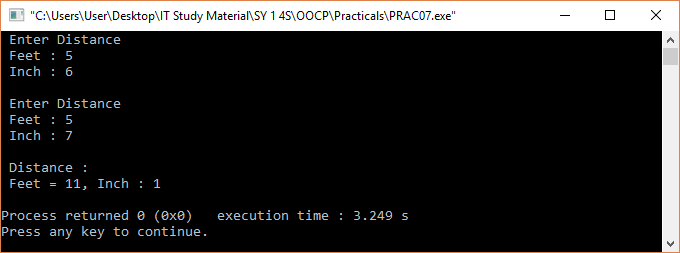 "C:\Users\User\Desktop\IT Study Material\SY 1 4S\OOCP\Practicals\PRAC07.exe"
Enter Distance
Feet : 5
Inch : 6
Enter Distance
Feet : 5
Inch : 7
Distance :
Feet = 11, Inch : 1
Process returned 0 (0x0)   execution time : 3.249 s
Press any key to continue.